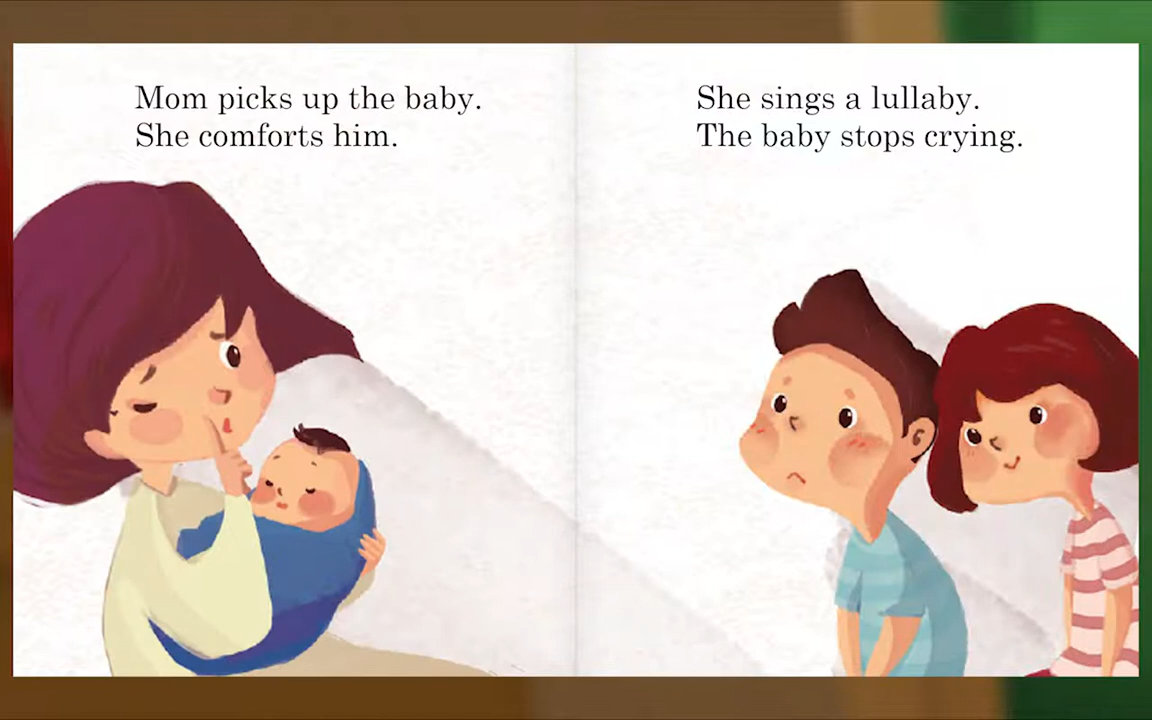 Mom picks up the baby.
She comforts him.
She sings a lullaby.
The baby stops crying.